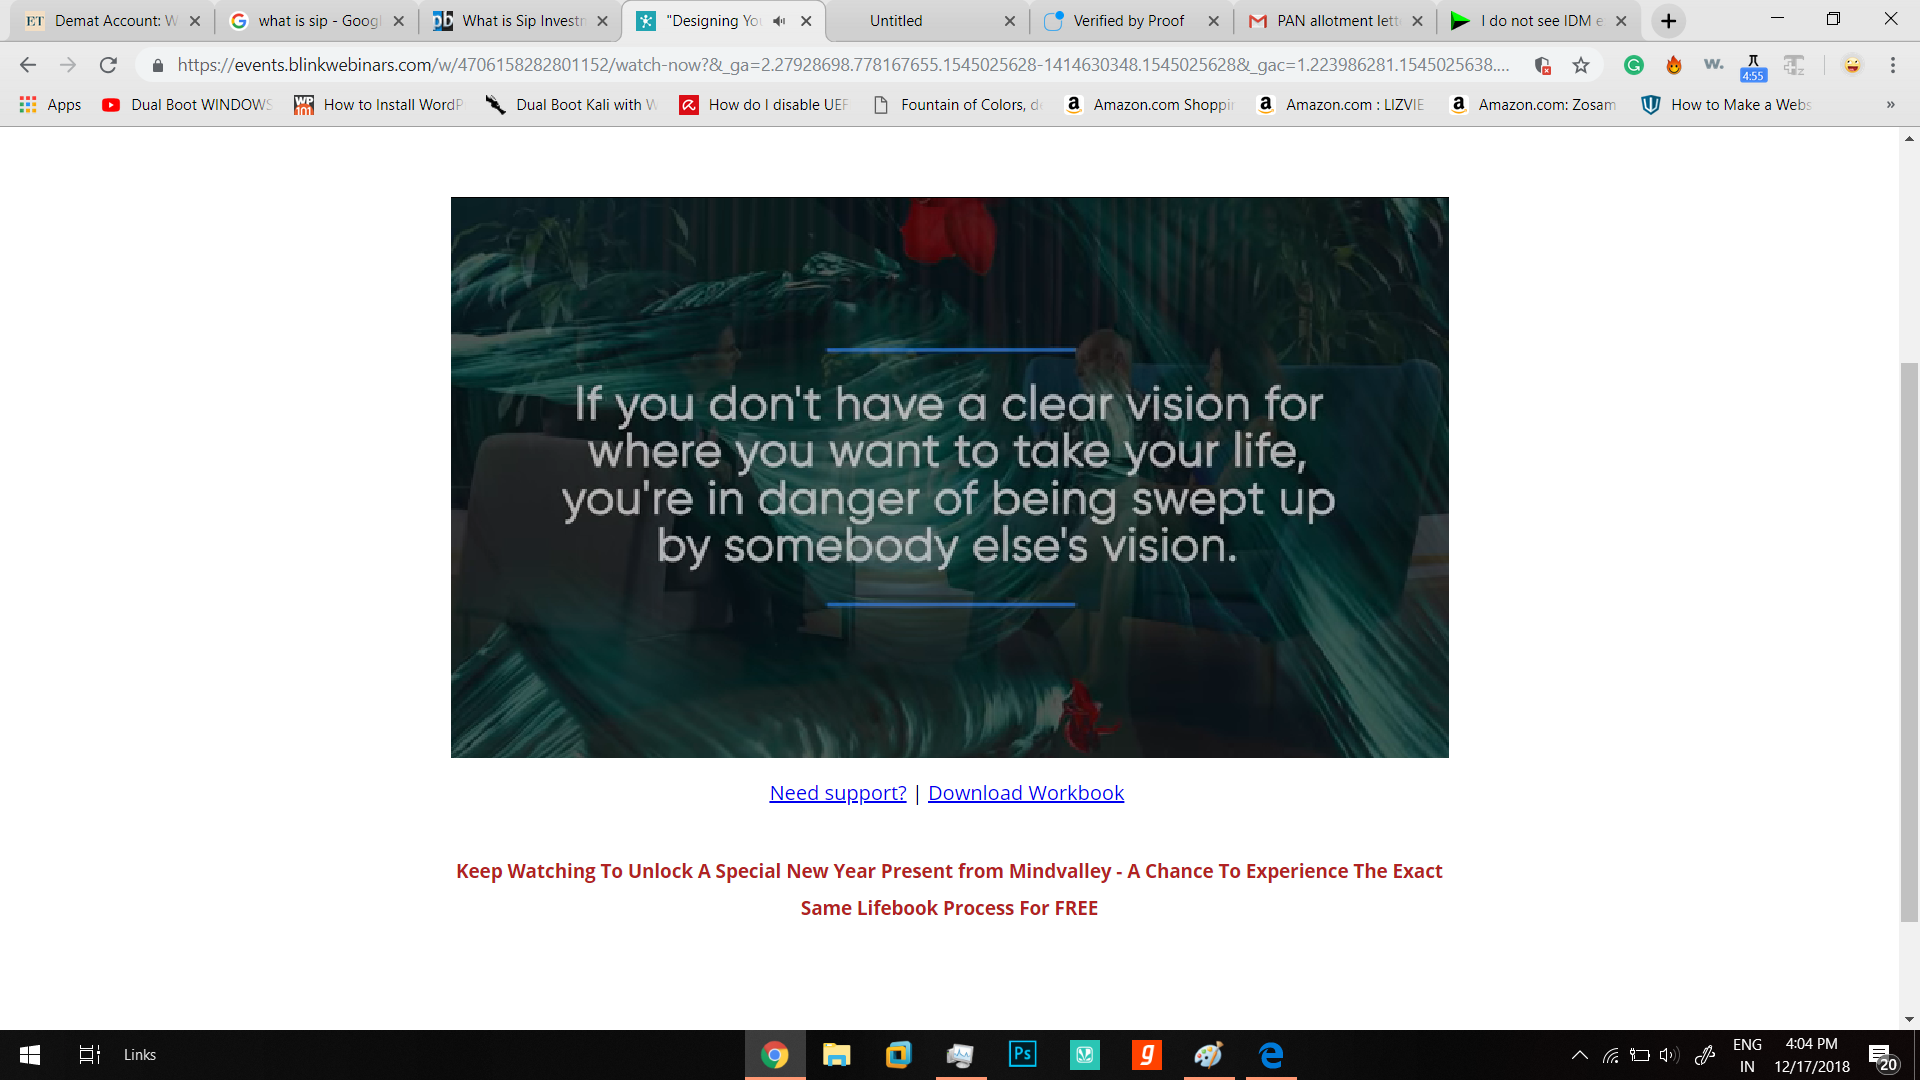 Demat Account: W
what is sip - Googl
What is Sip Investm
"Designing You
Untitled
Verified by Proof
PAN allotment lett
I do not see IDM e
https://events.blinkwebinars.com/w/4706158282801152/watch-now?&_ga=2.27928698.778167655.1545025628-1414630348.1545025628&_gac=1.223986281.1545025638....
4:55
Apps
Dual Boot WINDOWS
How to Install WordP
Dual Boot Kali with W
How do I disable UEF
Fountain of Colors, de
Amazon.com Shoppin
Amazon.com : LIZVIE
Amazon.com: Zosam
How to Make a Webs
If you don't have a clear vision for
where you want to take your life,
you're in danger of being swept up
by somebody else's vision.
Need support? | Download Workbook
Keep Watching To Unlock A Special New Year Present from Mindvalley - A Chance To Experience The Exact
Same Lifebook Process For FREE
Links
ENG
IN
4:04 PM
12/17/2018
20